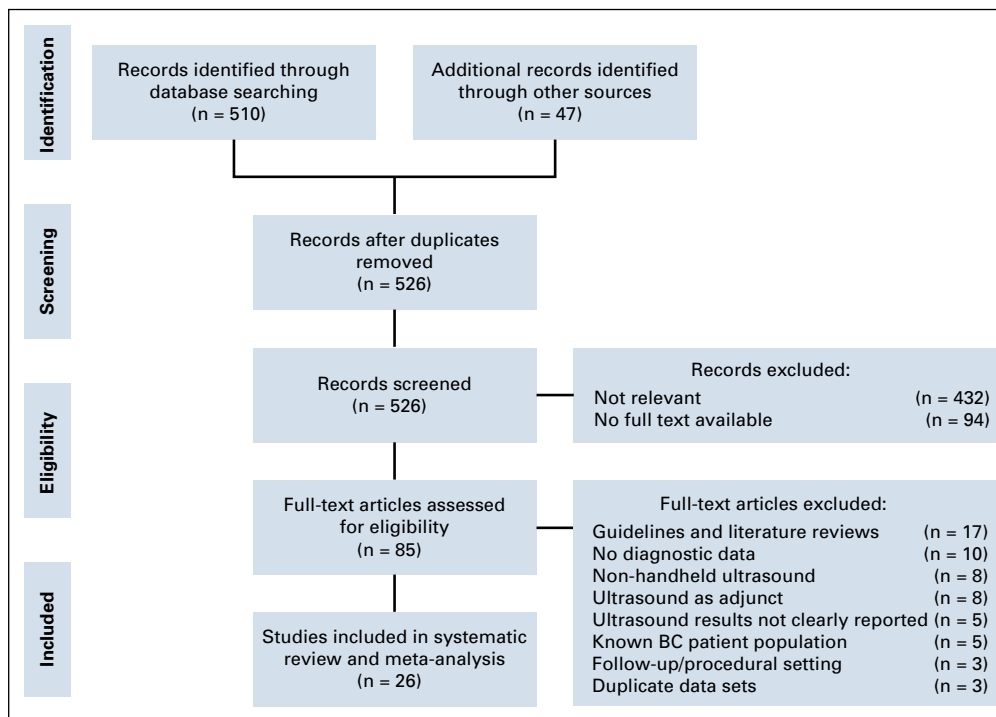 Identification
Records identified through
database searching
(n = 510)
Additional records identified
through other sources
(n = 47)
Screening
Records after duplicates
removed
(n = 526)
Records screened
(n = 526)
Records excluded:
Not relevant (n = 432)
No full text available (n = 94)
Eligibility
Full-text articles assessed
for eligibility
(n = 85)
Full-text articles excluded:
Guidelines and literature reviews (n = 17)
No diagnostic data (n = 10)
Non-handheld ultrasound (n = 8)
Ultrasound as adjunct (n = 8)
Ultrasound results not clearly reported (n = 5)
Known BC patient population (n = 5)
Follow-up/procedural setting (n = 3)
Duplicate data sets (n = 3)
Included
Studies included in systematic
review and meta-analysis
(n = 26)